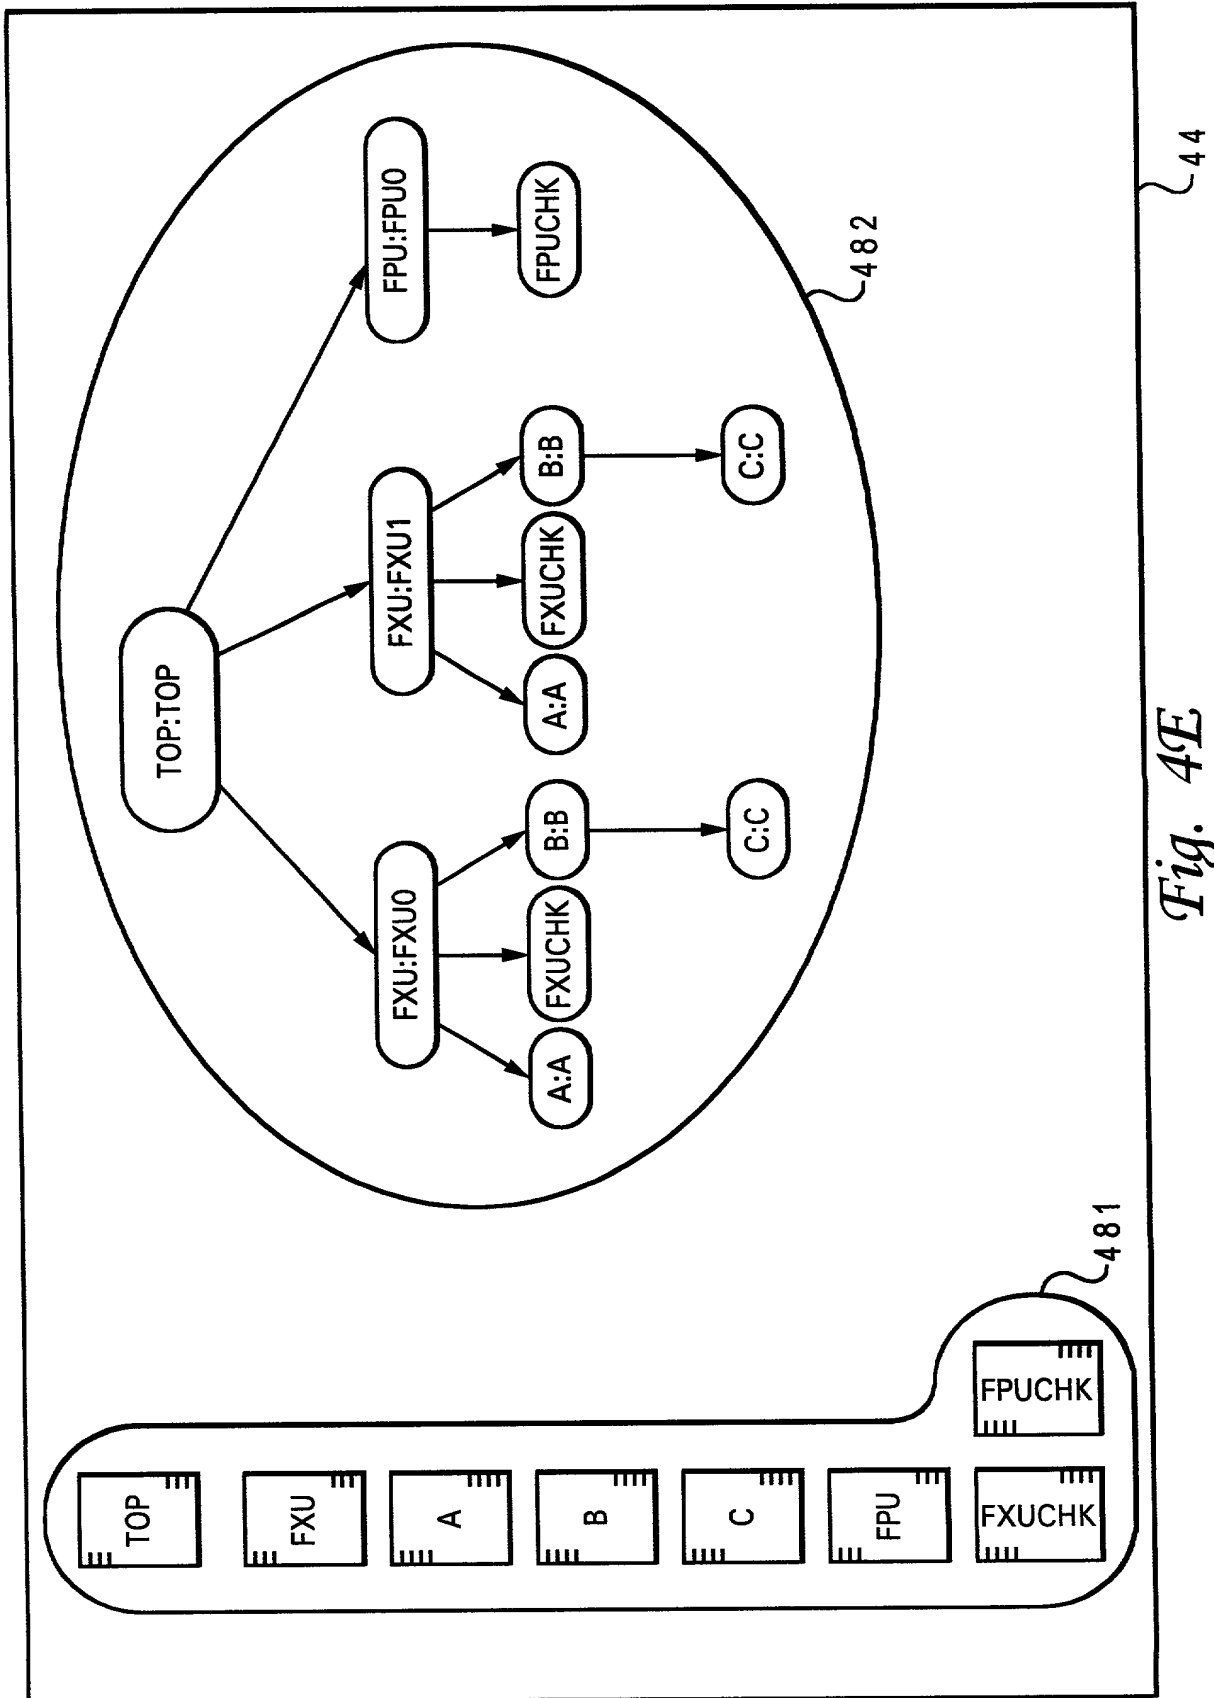 TOP
FXU
A
B
C
FPU
FXUCHK
FPUCHK
481
TOP:TOP
FXU:FXU0
FXU:FXU1
FPU:FPU0
A:A
FXUCHK
B:B
A:A
FXUCHK
B:B
FPUCHK
C:C
C:C
482
44
Fig. 4E